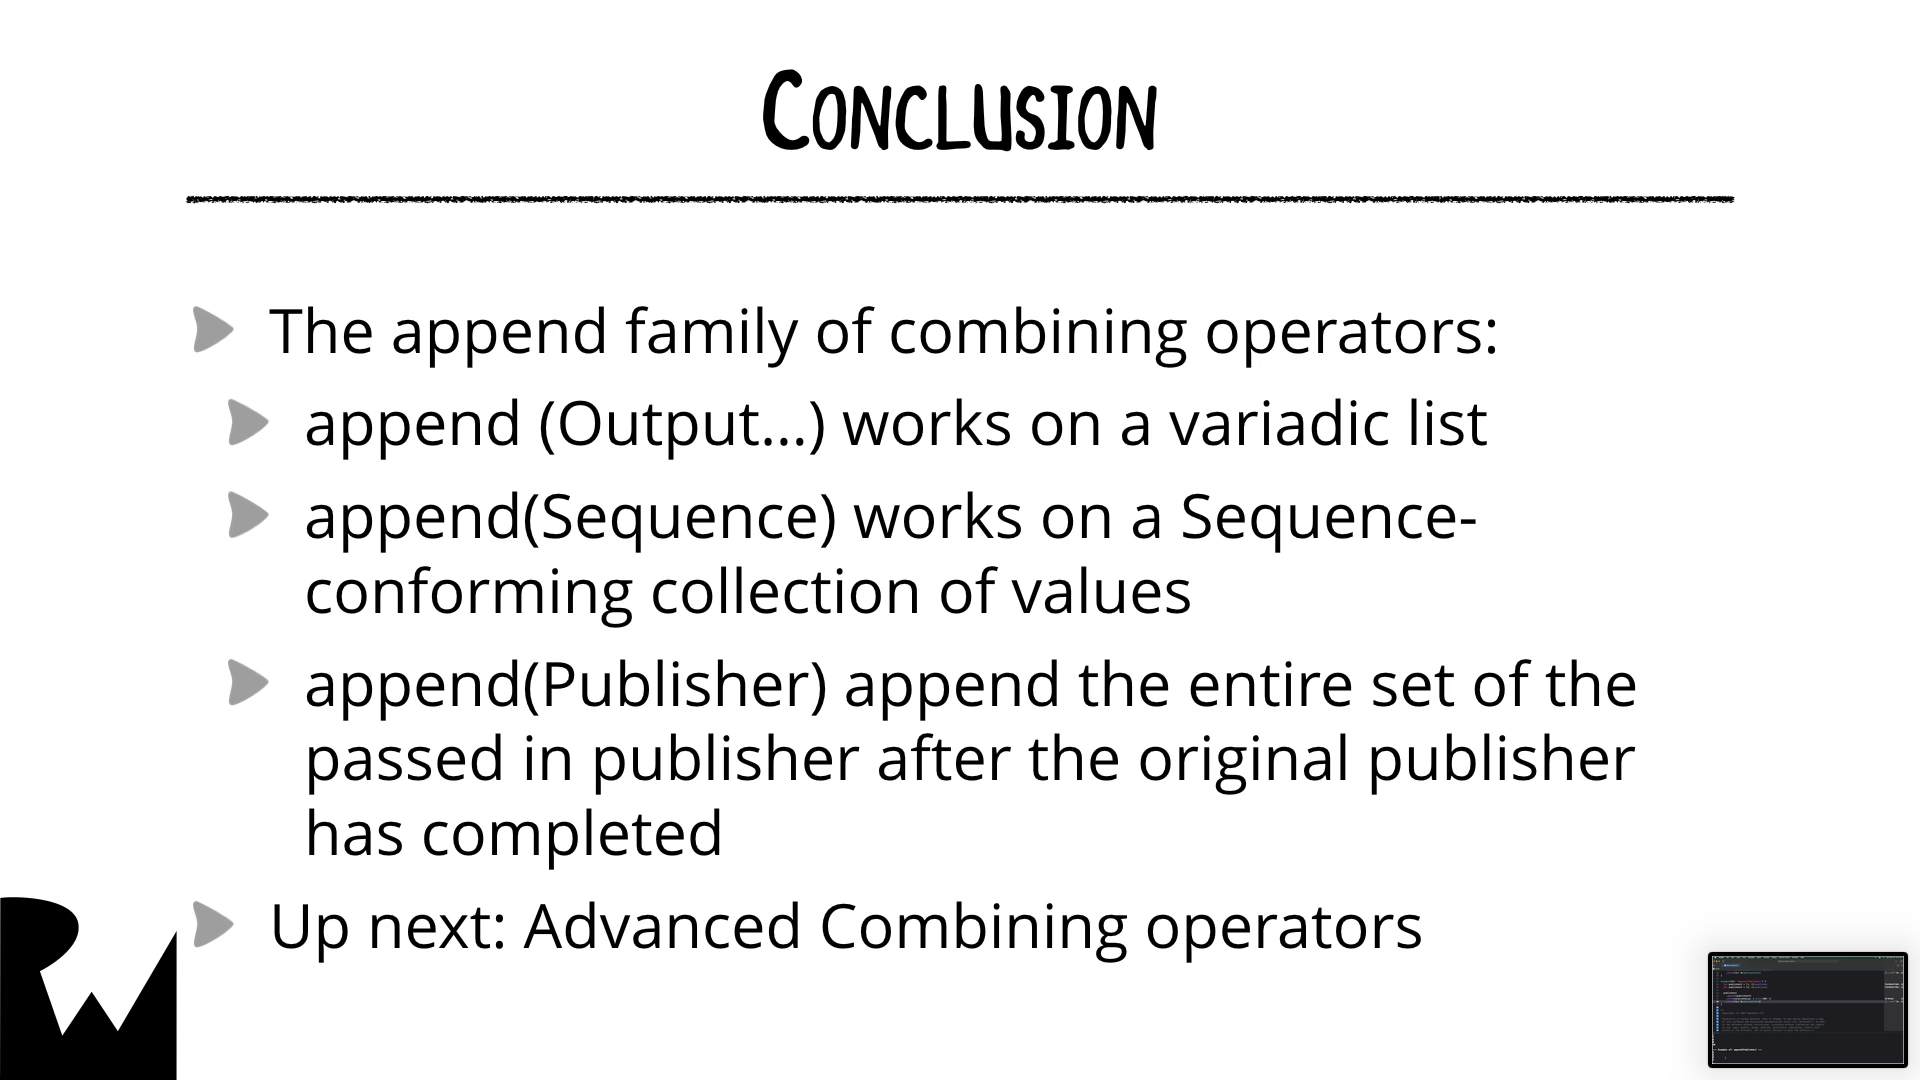 Conclusion
The append family of combining operators:
append (Output...) works on a variadic list
append(Sequence) works on a Sequence-
conforming collection of values
append(Publisher) append the entire set of the
passed in publisher after the original publisher
has completed
Up next: Advanced Combining operators